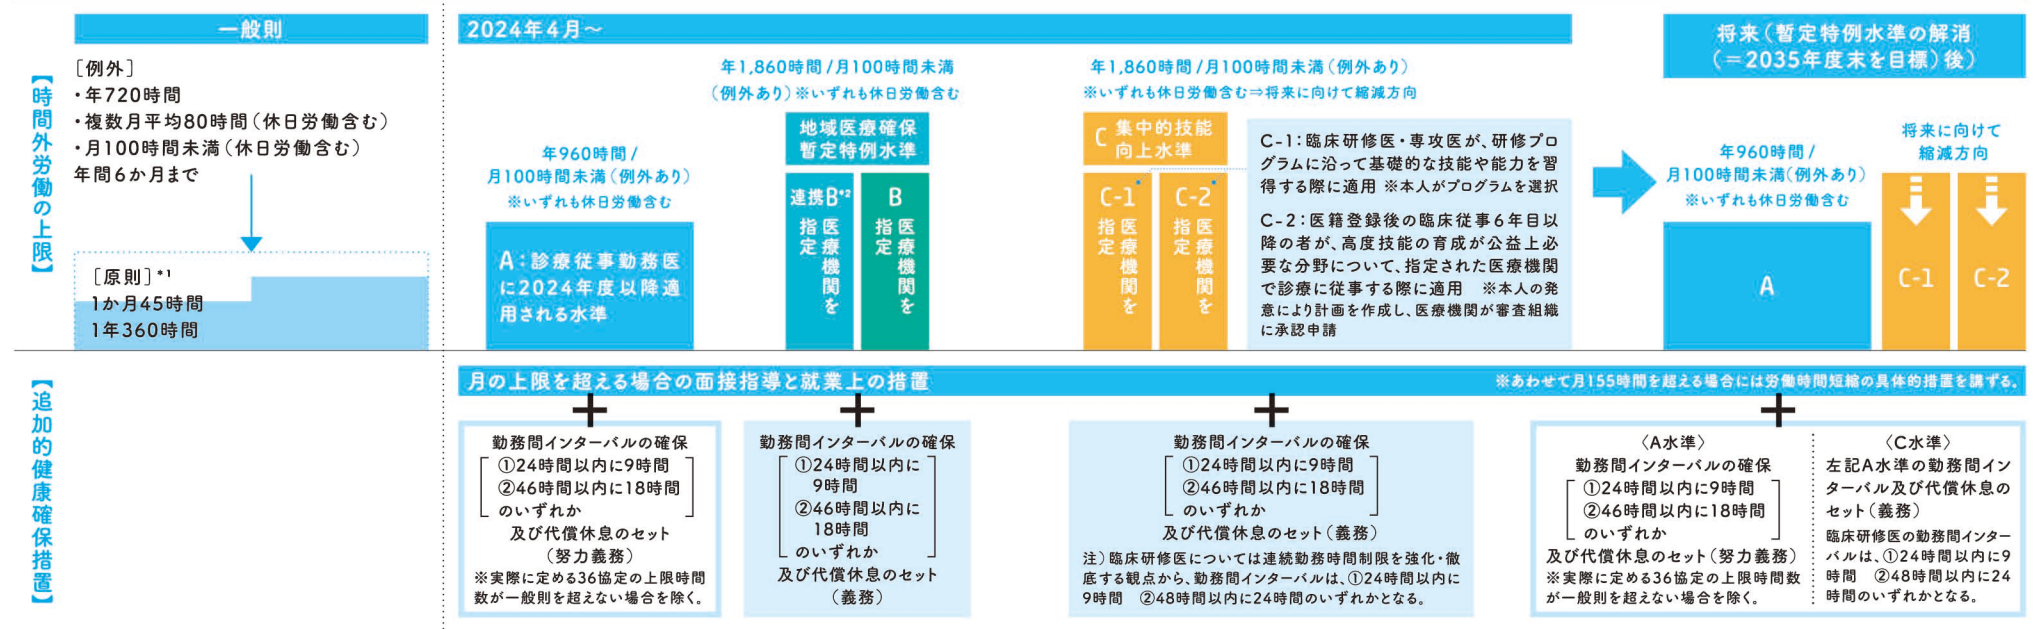 一般則
【時間外労働の上限】
［例外］
・年720時間
・複数月平均80時間（休日労働含む）
・月100時間未満（休日労働含む）
年間6か月まで
［原則］*1
1か月45時間
1年360時間
2024年4月～
年960時間/
月100時間未満（例外あり）
※いずれも休日労働含む
A：診療従事勤務医
に2024年度以降適
用される水準
年1,860時間/月100時間未満
（例外あり）※いずれも休日労働含む
地域医療確保
暫定特例水準
連携B*2
医療機関を
指定
B
医療機関を
指定
年1,860時間/月100時間未満（例外あり）
※いずれも休日労働含む⇒将来に向けて縮減方向
C 集中的技能
向上水準
C-1*
医療機関を
指定
C-2*
医療機関を
指定
C-1：臨床研修医・専攻医が、研修プロ
グラムに沿って基礎的な技能や能力を習
得する際に適用 ※本人がプログラムを選択
C-2：医籍登録後の臨床従事6年目以
降の者が、高度技能の育成が公益上必
要な分野について、指定された医療機関
で診療に従事する際に適用　※本人の発
意により計画を作成し、医療機関が審査組織
に承認申請
将来（暫定特例水準の解消
（＝2035年度末を目標）後）
年960時間/
月100時間未満（例外あり）
※いずれも休日労働含む
A
将来に向けて
縮減方向
C-1
C-2
【追加的健康確保措置】
月の上限を超える場合の面接指導と就業上の措置
※あわせて月155時間を超える場合には労働時間短縮の具体的措置を講ずる。
+
勤務間インターバルの確保
①24時間以内に9時間
②46時間以内に18時間
のいずれか
及び代償休息のセット
（努力義務）
※実際に定める36協定の上限時間
数が一般則を超えない場合を除く。
+
勤務間インターバルの確保
①24時間以内に
9時間
②46時間以内に
18時間
のいずれか
及び代償休息のセット
（義務）
+
勤務間インターバルの確保
①24時間以内に9時間
②46時間以内に18時間
のいずれか
及び代償休息のセット（義務）
注）臨床研修医については連続勤務時間制限を強化・徹
底する観点から、勤務間インターバルは、①24時間以内に
9時間　②48時間以内に24時間のいずれかとなる。
+
〈A水準〉
勤務間インターバルの確保
①24時間以内に9時間
②46時間以内に18時間
のいずれか
及び代償休息のセット（努力義務）
※実際に定める36協定の上限時間数
が一般則を超えない場合を除く。
〈C水準〉
左記A水準の勤務間イン
ターバル及び代償休息の
セット（義務）
臨床研修医の勤務間インター
バルは、①24時間以内に9
時間　②48時間以内に24
時間のいずれかとなる。